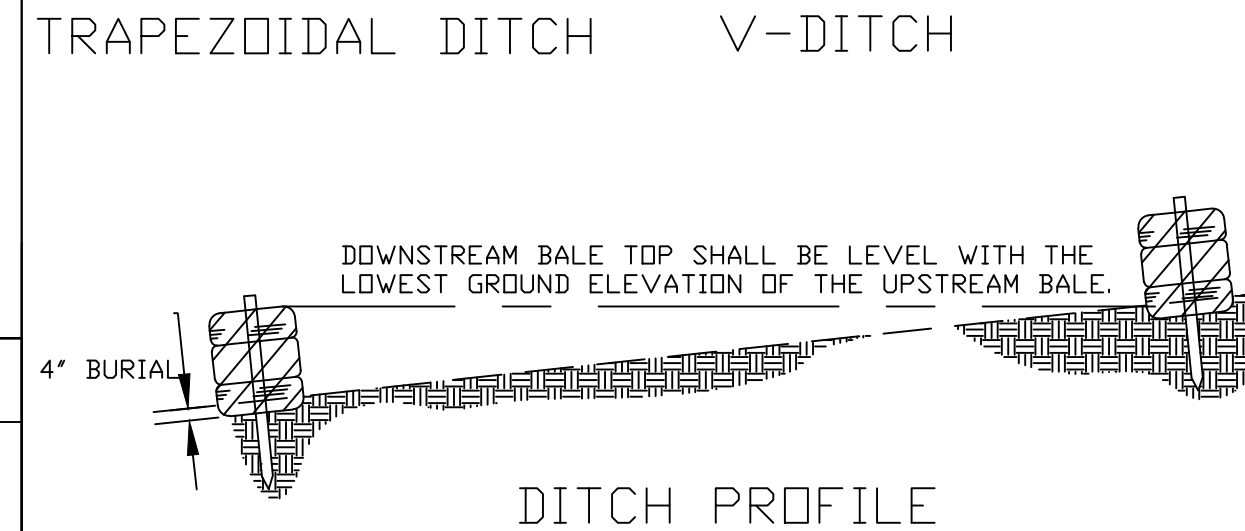 TRAPEZOIDAL DITCH V-DITCH
DOWNSTREAM BALE TOP SHALL BE LEVEL WITH THE
LOWEST GROUND ELEVATION OF THE UPSTREAM BALE.
4" BURIAL
DITCH PROFILE